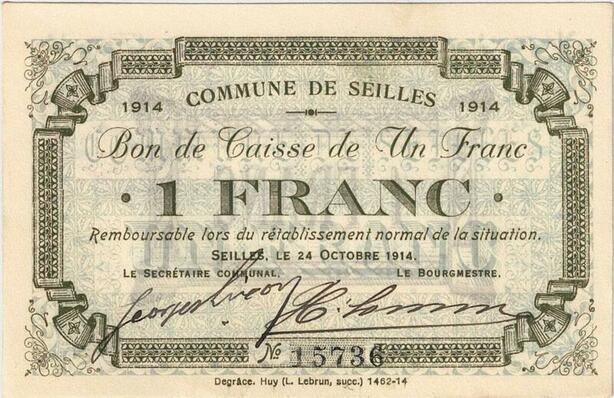 COMMUNE DE SEILLES
1914 1914
Bon de Caisse de Un Franc
· 1 FRANC ·
Remboursable lors du rétablissement normal de la situation.
SEILLES, LE 24 OCTOBRE 1914.
LE SECRÉTAIRE COMMUNAL, LE BOURGMESTRE,
No 15736
Degrâce, Huy (L. Lebrun, succ.) 1462-14